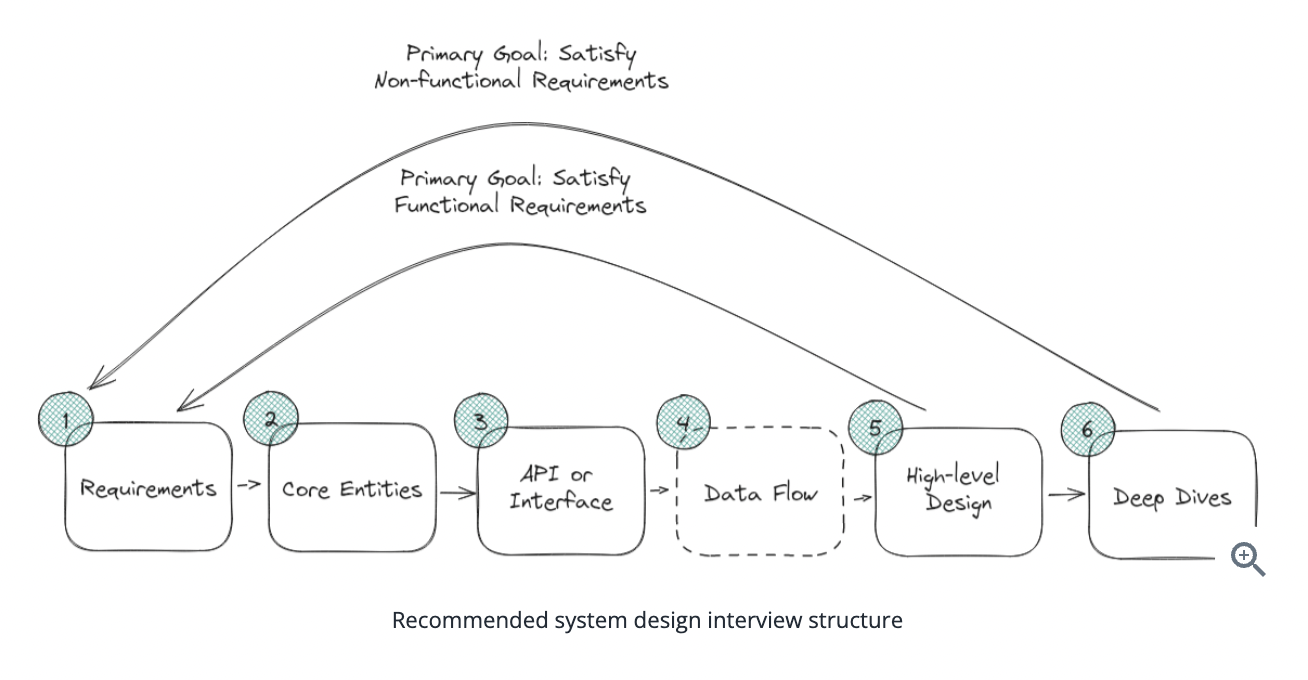 Primary Goal: Satisfy
Non-functional Requirements
Primary Goal: Satisfy
Functional Requirements
1
Requirements
2
Core Entities
3
API or
Interface
4
Data Flow
5
High-level
Design
6
Deep Dives
Recommended system design interview structure